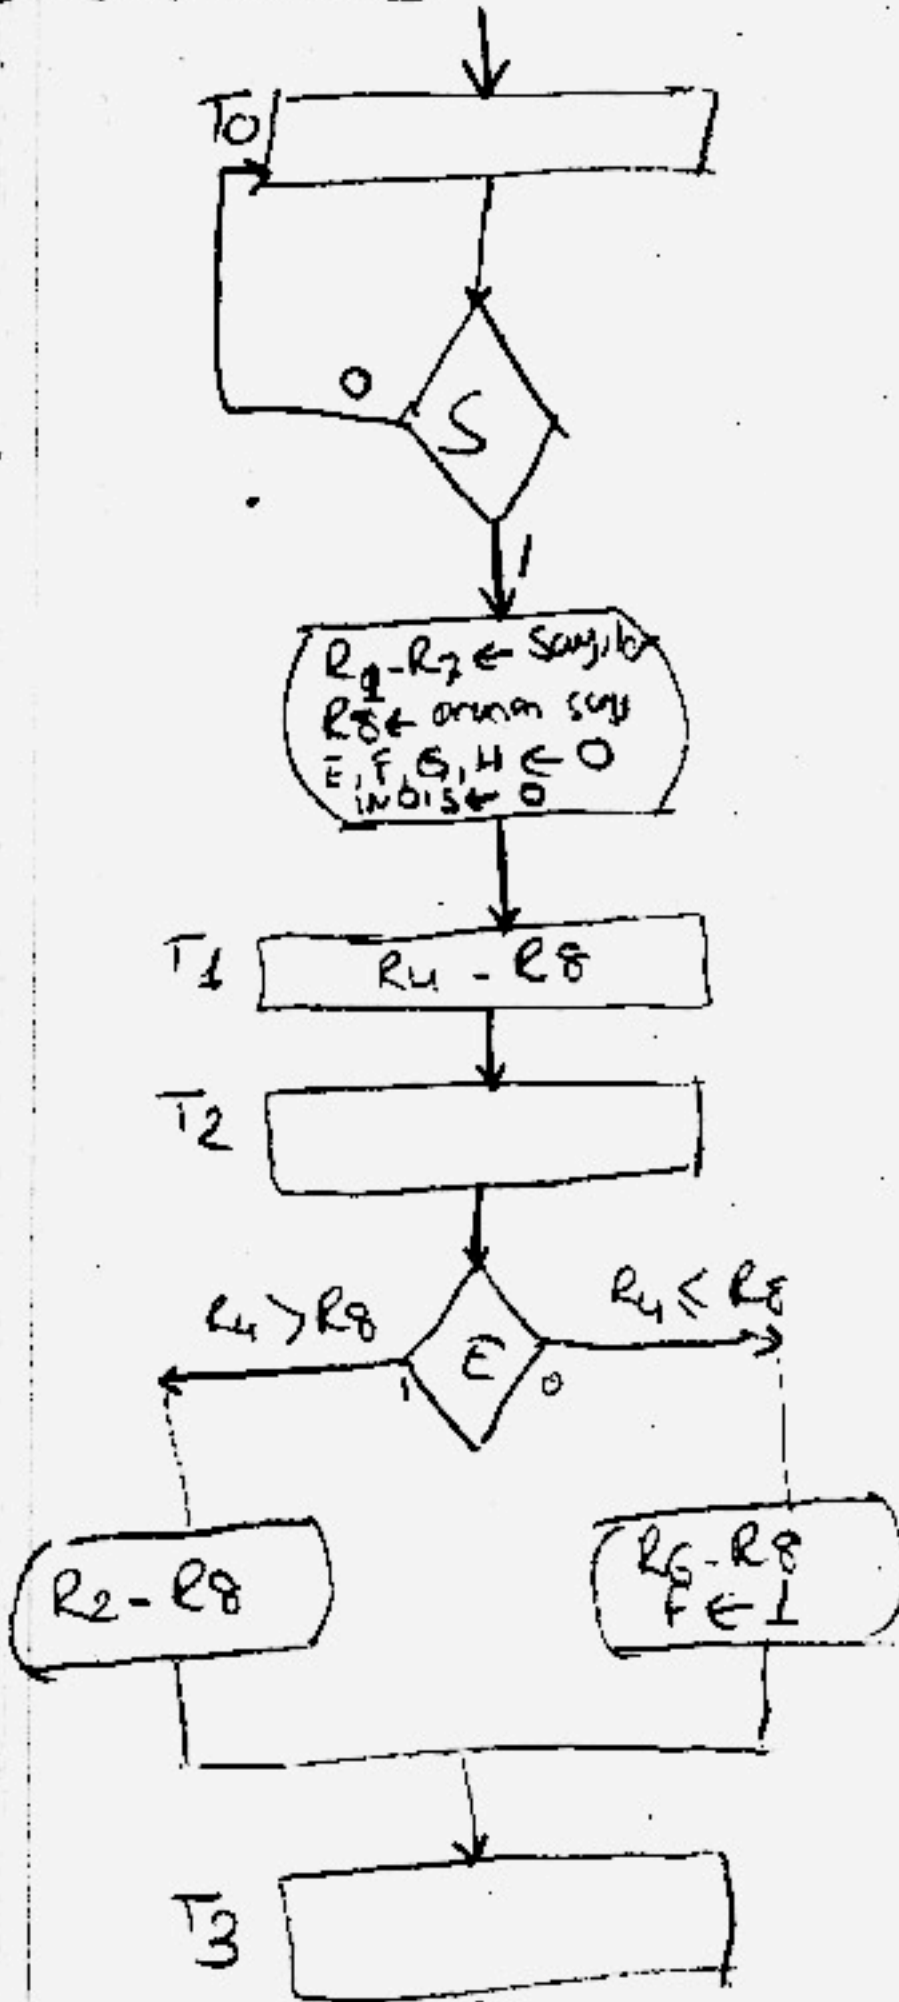 T0
0
S
1
R1-R7 ← Sayılar
R8 ← aranan sayı
E, F, G, H ← 0
INDIS ← 0
T1
R4 - R8
T2
R4 > R8
R4 ≤ R8
E
1
0
R2 - R8
R6 - R8
F ← 1
T3